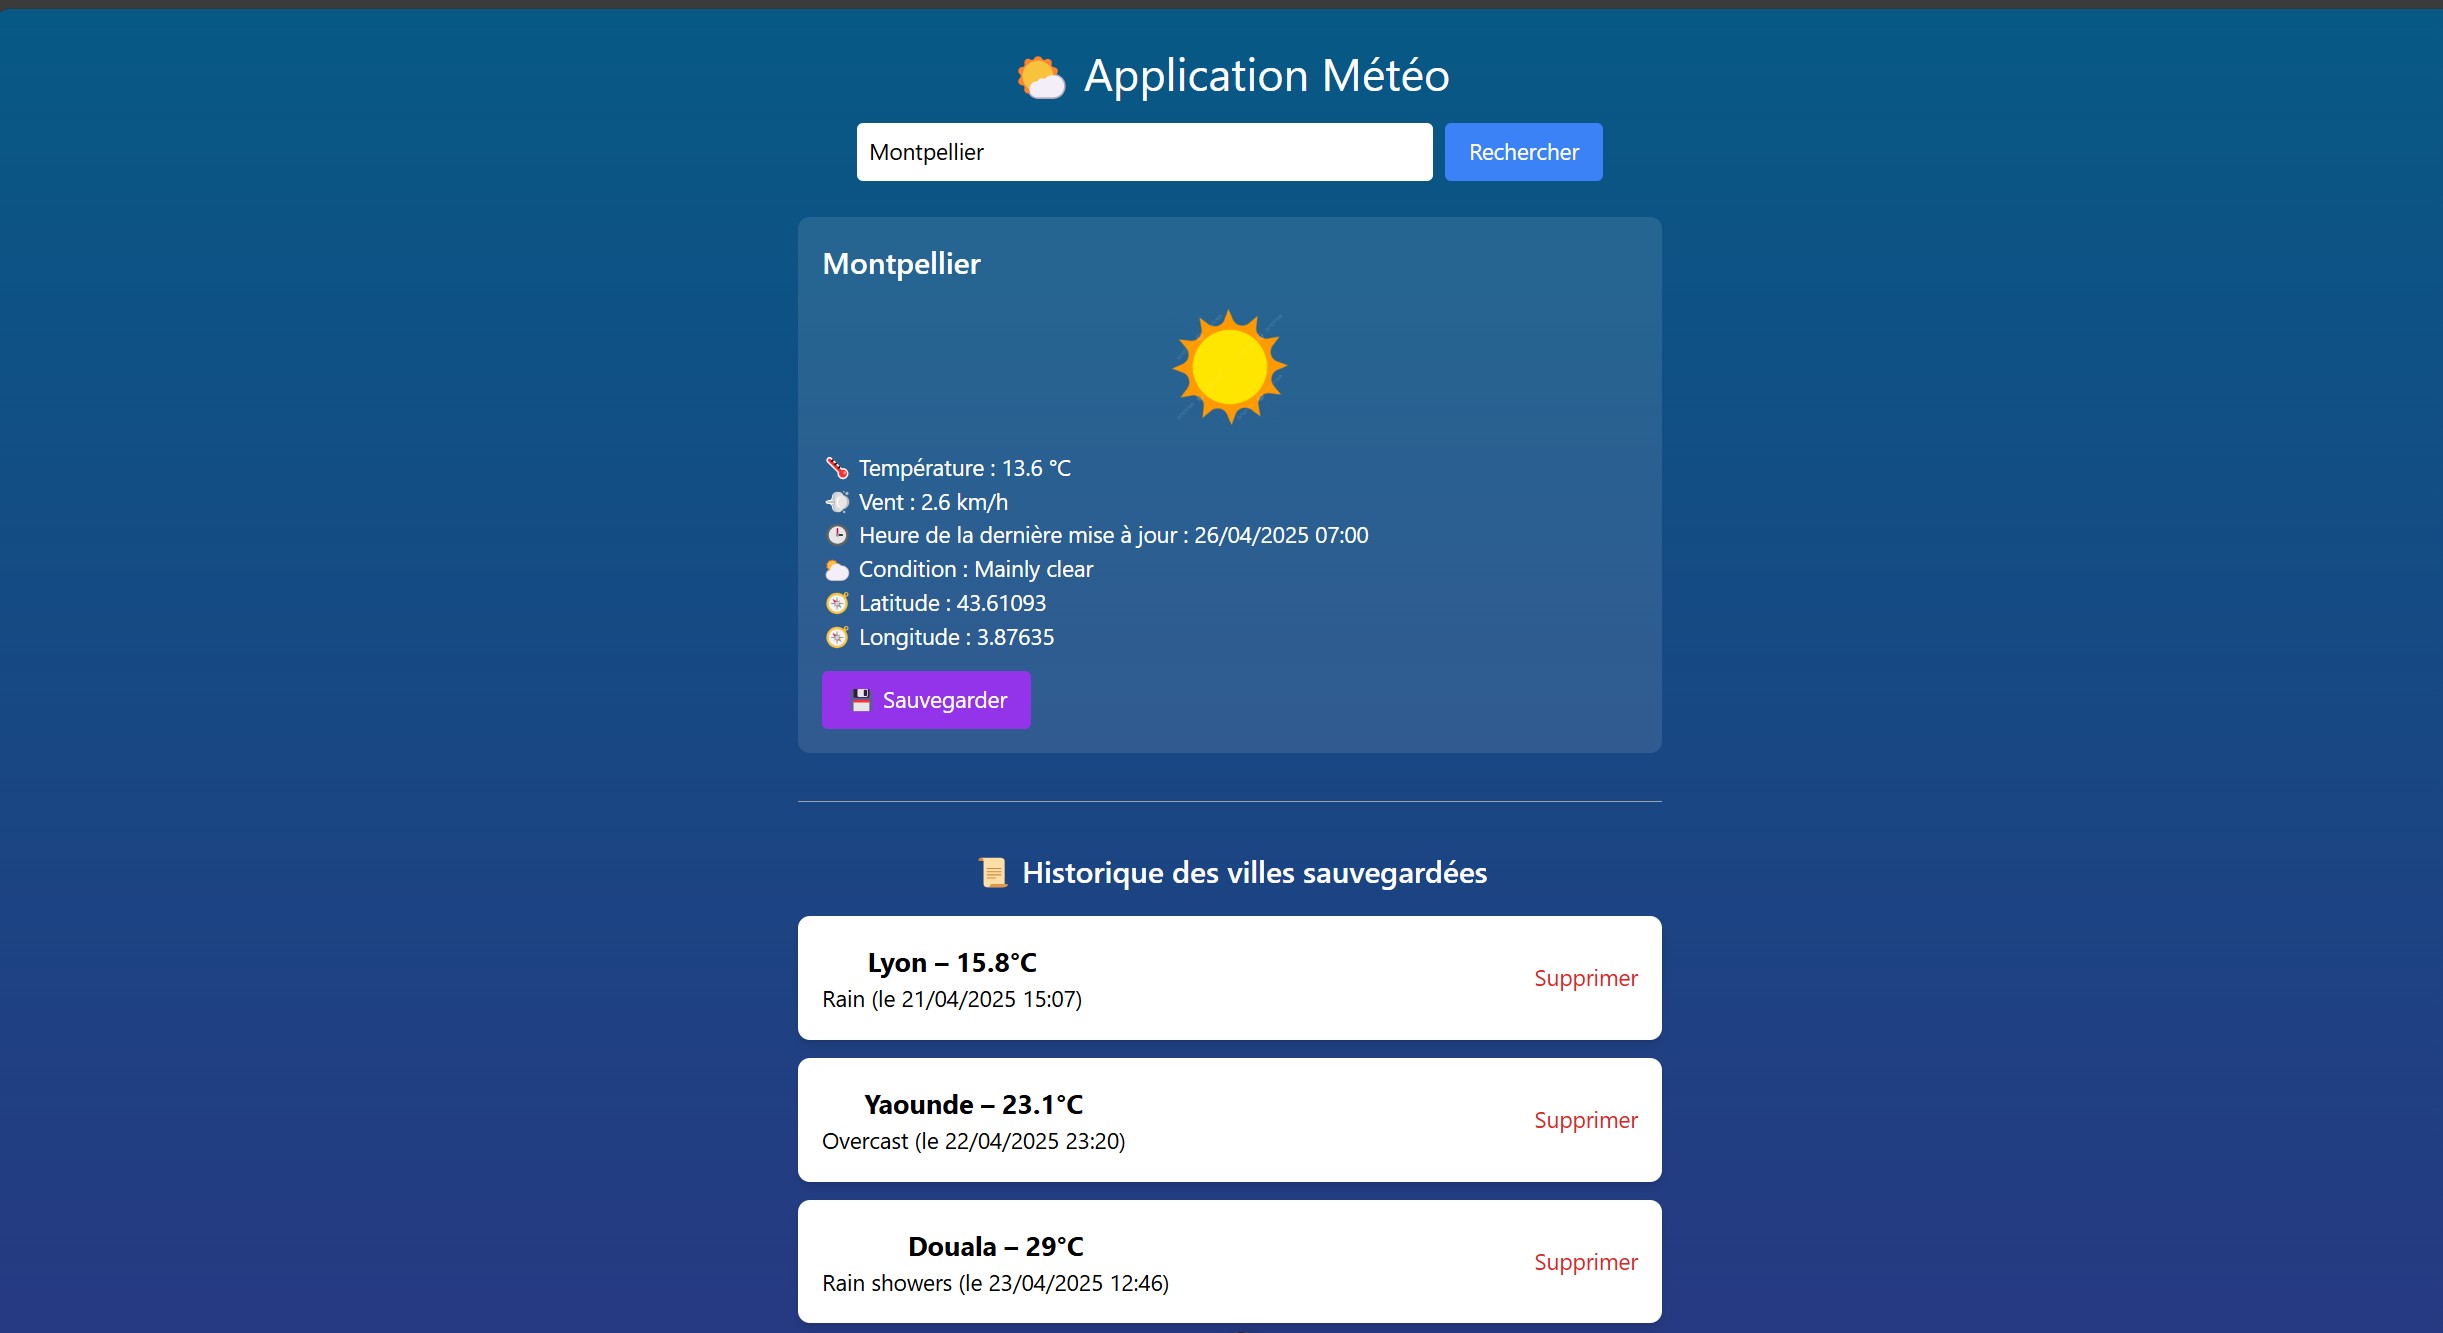 Application Météo
Montpellier
Rechercher
Montpellier
Température : 13.6 °C
Vent : 2.6 km/h
Heure de la dernière mise à jour : 26/04/2025 07:00
Condition : Mainly clear
Latitude : 43.61093
Longitude : 3.87635
Sauvegarder
Historique des villes sauvegardées
Lyon – 15.8°C
Rain (le 21/04/2025 15:07)
Supprimer
Yaounde – 23.1°C
Overcast (le 22/04/2025 23:20)
Supprimer
Douala – 29°C
Rain showers (le 23/04/2025 12:46)
Supprimer